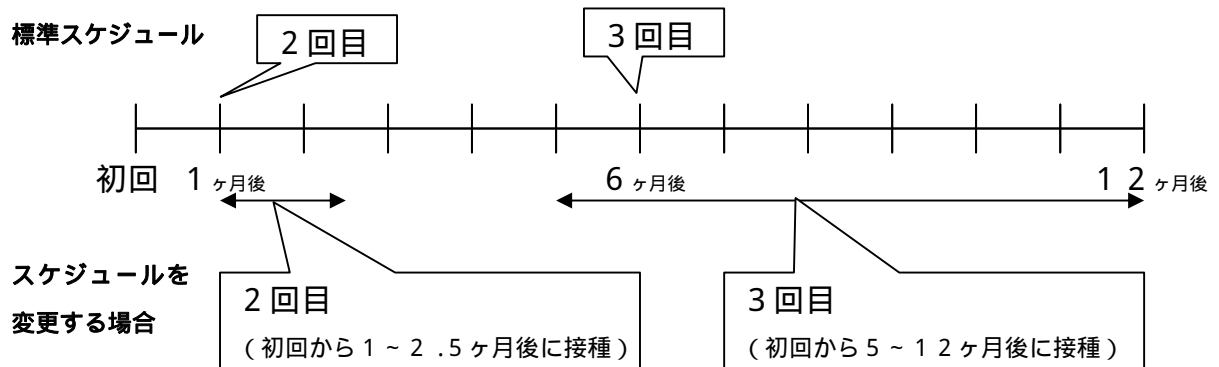 標準スケジュール
2回目
3回目
初回 1ヶ月後 6ヶ月後 12ヶ月後
スケジュールを
変更する場合
2回目
(初回から1~2.5ヶ月後に接種)
3回目
(初回から5~12ヶ月後に接種)